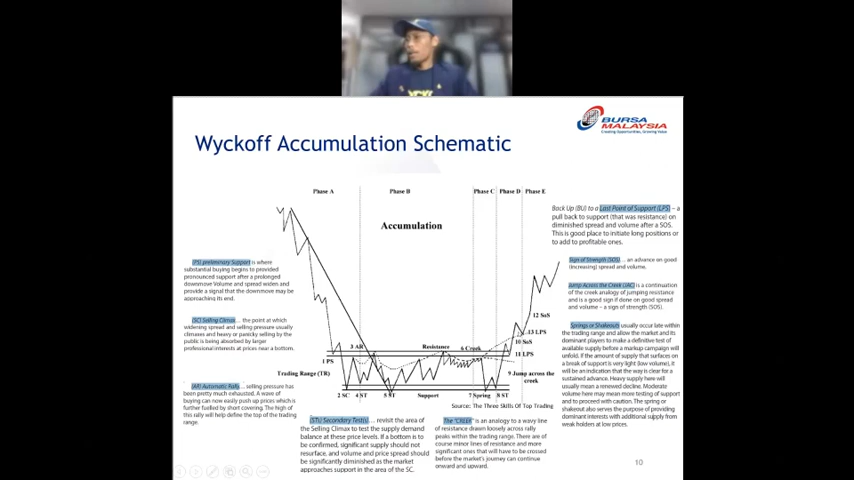 BURSA
MALAYSIA
Creating Opportunities, Growing Value
Wyckoff Accumulation Schematic
Phase A
Phase B
Phase C
Phase D
Phase E
Accumulation
Back Up (BU) to a Last Point of Support (LPS) – a
pull back to support (that was resistance) on
diminished spread and volume after a SOS.
This is good place to initiate long positions or
to add to profitable ones.
(PS) preliminary Support is where
substantial buying begins to provided
pronounced support after a prolonged
downmove Volume and spread widen and
provide a signal that the downmove may be
approaching its end.
Sign of Strength (SOS)... an advance on good
(increasing) spread and volume.
Jump Across the Creek (JAC) is a continuation
of the creek analogy of jumping resistance
and is a good sign if done on good spread
and volume – a sign of strength (SOS).
(SC) Selling Climax... the point at which
widening spread and selling pressure usually
climaxes and heavy or panicky selling by the
public is being absorbed by larger
professional interests at prices near a bottom.
12 SoS
13 LPS
10 SoS
11 LPS
3 AR
Resistance
6 Creek
1 PS
Trading Range (TR)
9 Jump across the
creek
2 SC
4 ST
5 ST
Support
7 Spring
8 ST
Springs or Shakeouts usually occur late within
the trading range and allow the market and its
dominant players to make a definitive test of
available supply before a markup campaign will
unfold. If the amount of supply that surfaces on
a break of support is very light (low volume), it
will be an indication that the way is clear for a
sustained advance. Heavy supply here will
usually mean a renewed decline. Moderate
volume here may mean more testing of support
and to proceed with caution. The spring or
shakeout also serves the purpose of providing
dominant interests with additional supply from
weak holders at low prices.
(AR) Automatic Rally... selling pressure has
been pretty much exhausted. A wave of
buying can now easily push up prices which is
further fueled by short covering. The high of
this rally will help define the top of the trading
range.
Source: The Three Skills Of Top Trading
revisit the area of
the Selling Climax to test the supply demand
balance at these price levels. If a bottom is
to be confirmed, significant supply should not
resurface, and volume and price spread should
be significantly diminished as the market
approaches support in the area of the SC.
The "CREEK" is an analogy to a wavy line
of resistance drawn loosely across rally
peaks within the trading range. There are of
course minor lines of resistance and more
significant ones that will have to be crossed
before the market's journey can continue
onward and upward.
10